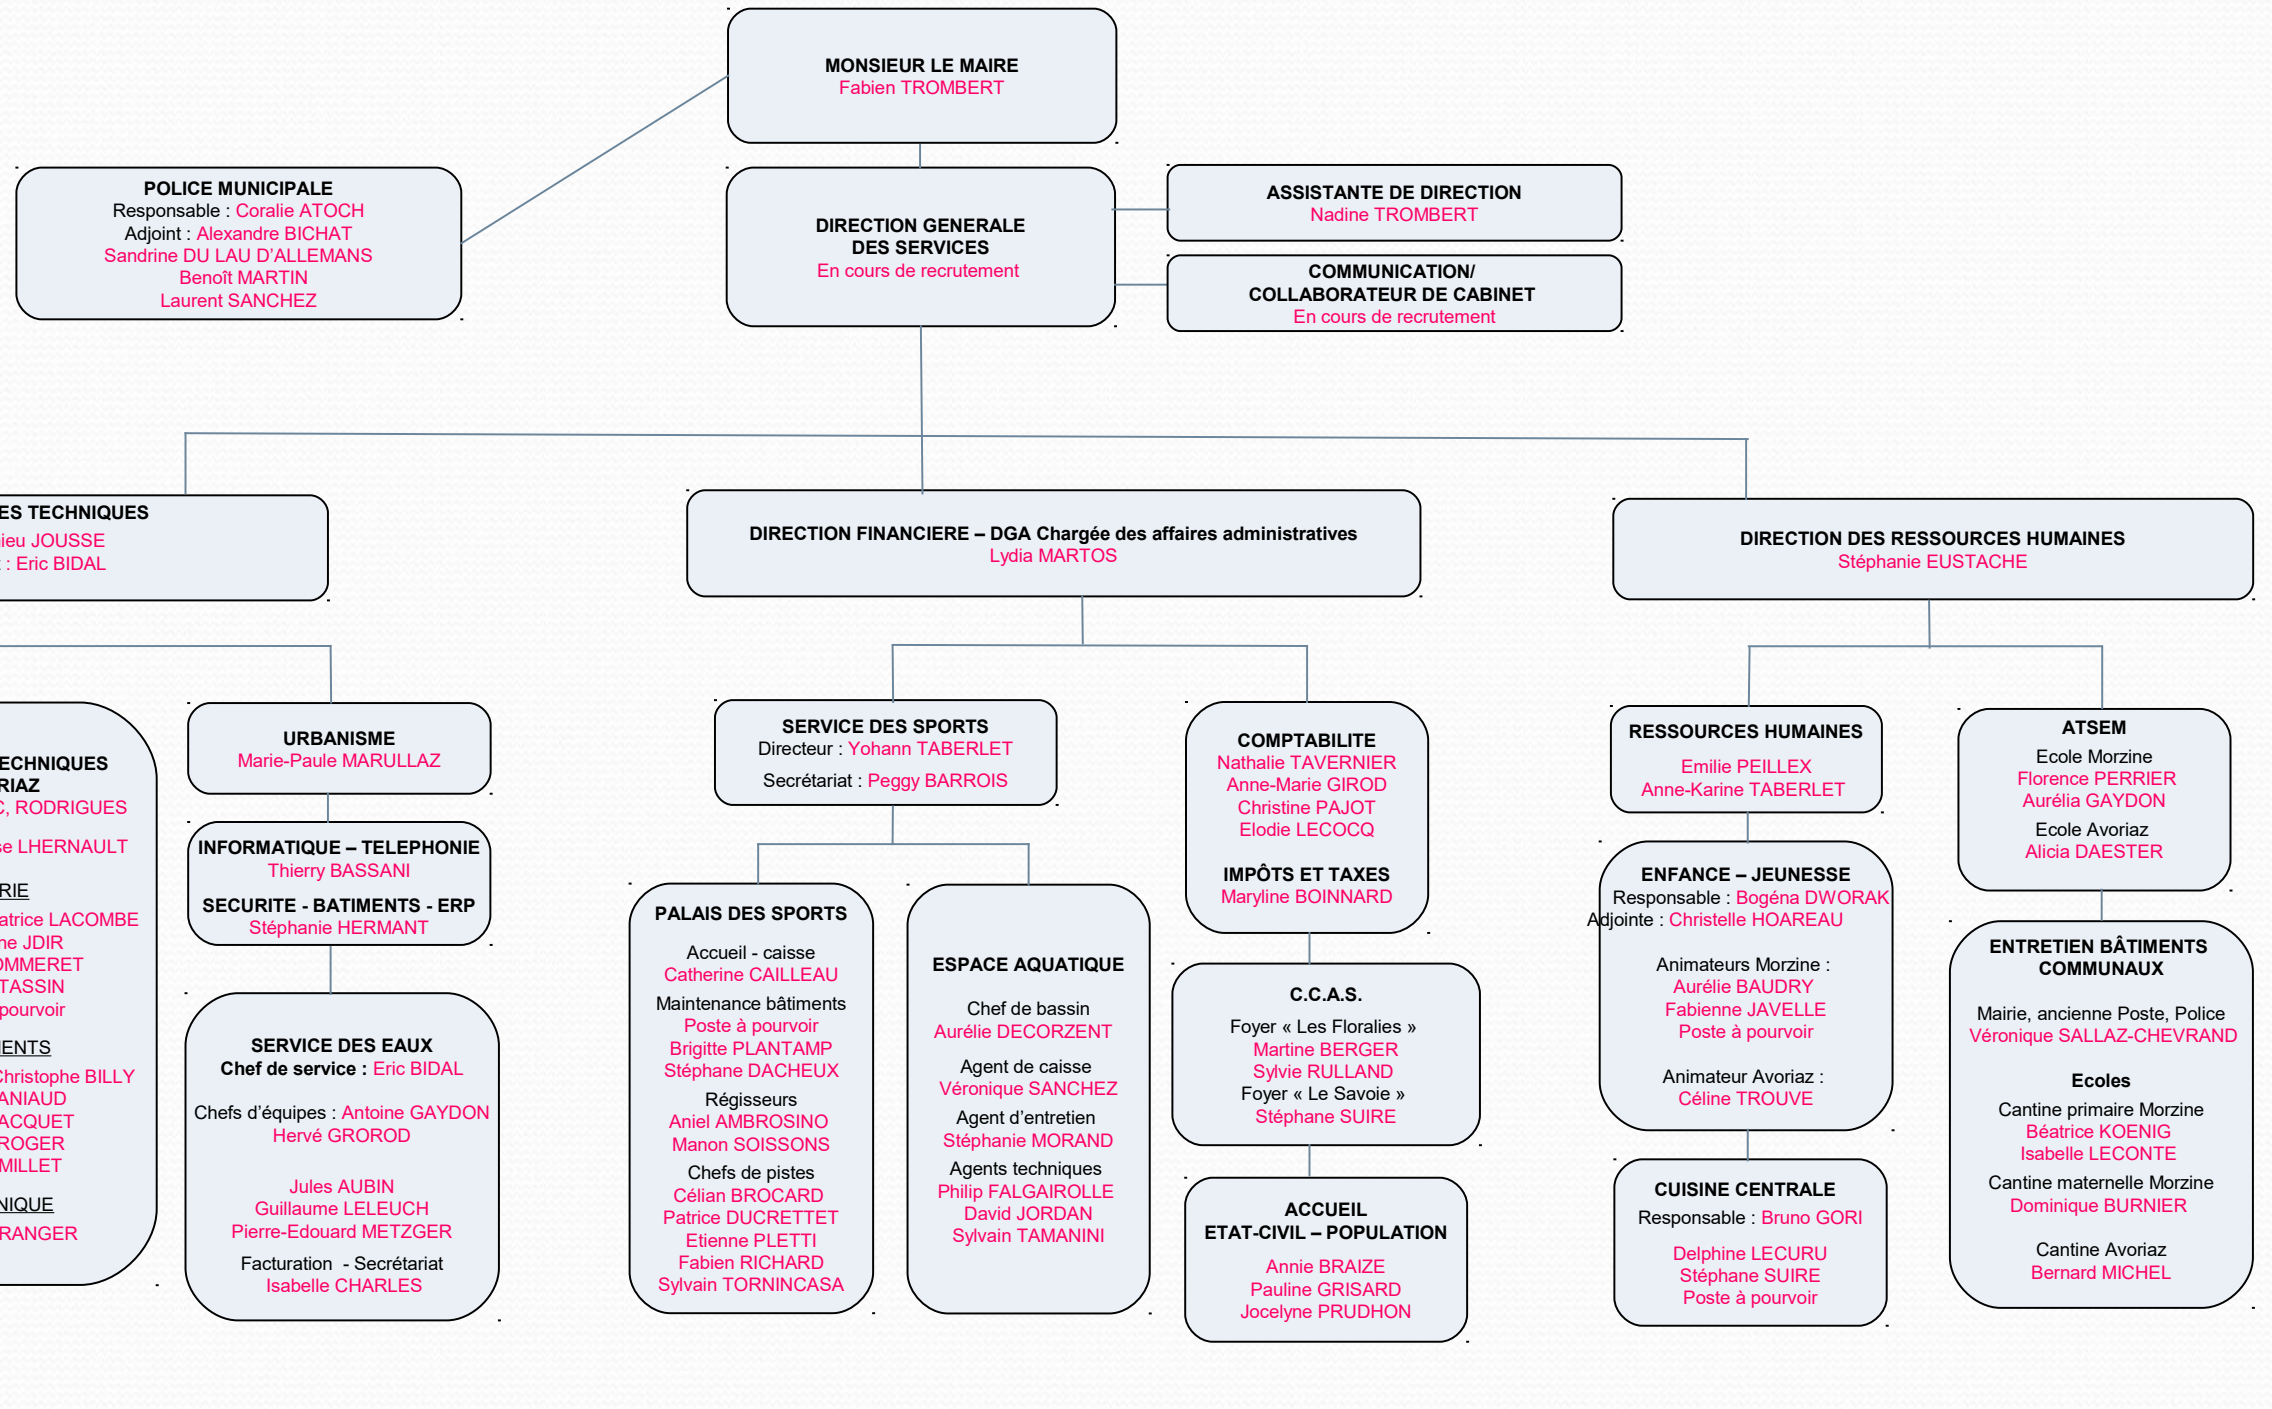 MONSIEUR LE MAIRE
Fabien TROMBERT
POLICE MUNICIPALE
Responsable : Coralie ATOCH
Adjoint : Alexandre BICHAT
Sandrine DU LAU D’ALLEMANS
Benoît MARTIN
Laurent SANCHEZ
DIRECTION GENERALE
DES SERVICES
En cours de recrutement
ASSISTANTE DE DIRECTION
Nadine TROMBERT
COMMUNICATION/
COLLABORATEUR DE CABINET
En cours de recrutement
TECHNIQUES
JOUSSE
: Eric BIDAL
DIRECTION FINANCIERE – DGA Chargée des affaires administratives
Lydia MARTOS
DIRECTION DES RESSOURCES HUMAINES
Stéphanie EUSTACHE
RODRIGUES
LHERNAULT
LACOMBE
JDIR
TASSIN
pourvoir
Christophe BILLY
ROGER
MILLET
URBANISME
Marie-Paule MARULLAZ
INFORMATIQUE – TELEPHONIE
Thierry BASSANI
SECURITE - BATIMENTS - ERP
Stéphanie HERMANT
SERVICE DES EAUX
Chef de service : Eric BIDAL
Chefs d’équipes : Antoine GAYDON
Hervé GROROD
Jules AUBIN
Guillaume LELEUCH
Pierre-Edouard METZGER
Facturation - Secrétariat
Isabelle CHARLES
SERVICE DES SPORTS
Directeur : Yohann TABERLET
Secrétariat : Peggy BARROIS
PALAIS DES SPORTS
Accueil - caisse
Catherine CAILLEAU
Maintenance bâtiments
Poste à pourvoir
Brigitte PLANTAMP
Stéphane DACHEUX
Régisseurs
Aniel AMBROSINO
Manon SOISSONS
Chefs de pistes
Célian BROCARD
Patrice DUCRETTET
Etienne PLETTI
Fabien RICHARD
Sylvain TORNINCASA
ESPACE AQUATIQUE
Chef de bassin
Aurélie DECORZENT
Agent de caisse
Véronique SANCHEZ
Agent d’entretien
Stéphanie MORAND
Agents techniques
Philip FALGAIROLLE
David JORDAN
Sylvain TAMANINI
COMPTABILITE
Nathalie TAVERNIER
Anne-Marie GIROD
Christine PAJOT
Elodie LECOCQ
IMPÔTS ET TAXES
Maryline BOINNARD
C.C.A.S.
Foyer « Les Floralies »
Martine BERGER
Sylvie RULLAND
Foyer « Le Savoie »
Stéphane SUIRE
ACCUEIL
ETAT-CIVIL – POPULATION
Annie BRAIZE
Pauline GRISARD
Jocelyne PRUDHON
RESSOURCES HUMAINES
Emilie PEILLEX
Anne-Karine TABERLET
ENFANCE – JEUNESSE
Responsable : Bogéna DWORAK
Adjointe : Christelle HOAREAU
Animateurs Morzine :
Aurélie BAUDRY
Fabienne JAVELLE
Poste à pourvoir
Animateur Avoriaz :
Céline TROUVE
CUISINE CENTRALE
Responsable : Bruno GORI
Delphine LECURU
Stéphane SUIRE
Poste à pourvoir
ATSEM
Ecole Morzine
Florence PERRIER
Aurélia GAYDON
Ecole Avoriaz
Alicia DAESTER
ENTRETIEN BÂTIMENTS
COMMUNAUX
Mairie, ancienne Poste, Police
Véronique SALLAZ-CHEVRAND
Ecoles
Cantine primaire Morzine
Béatrice KOENIG
Isabelle LECONTE
Cantine maternelle Morzine
Dominique BURNIER
Cantine Avoriaz
Bernard MICHEL